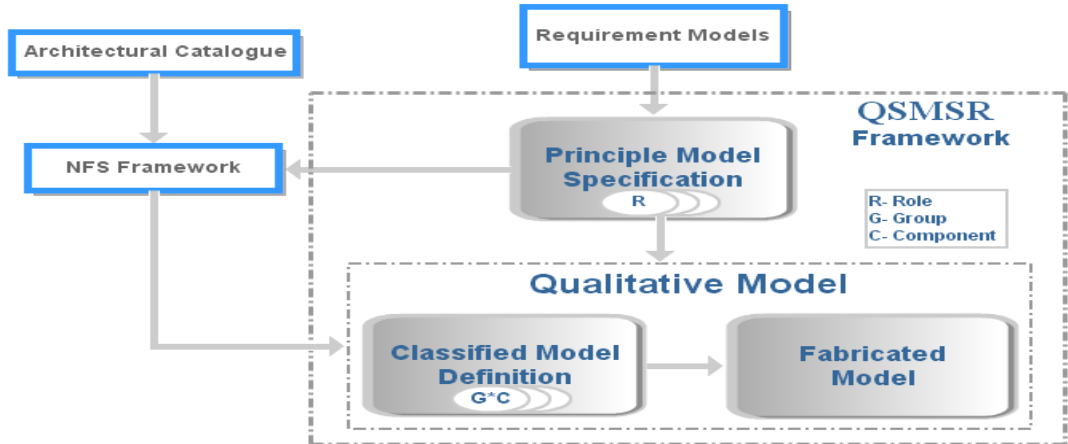 Architectural Catalogue
Requirement Models
QSMSR
Framework
NFS Framework
Principle Model
Specification
R
R- Role
G- Group
C- Component
Qualitative Model
Classified Model
Definition
G*C
Fabricated
Model